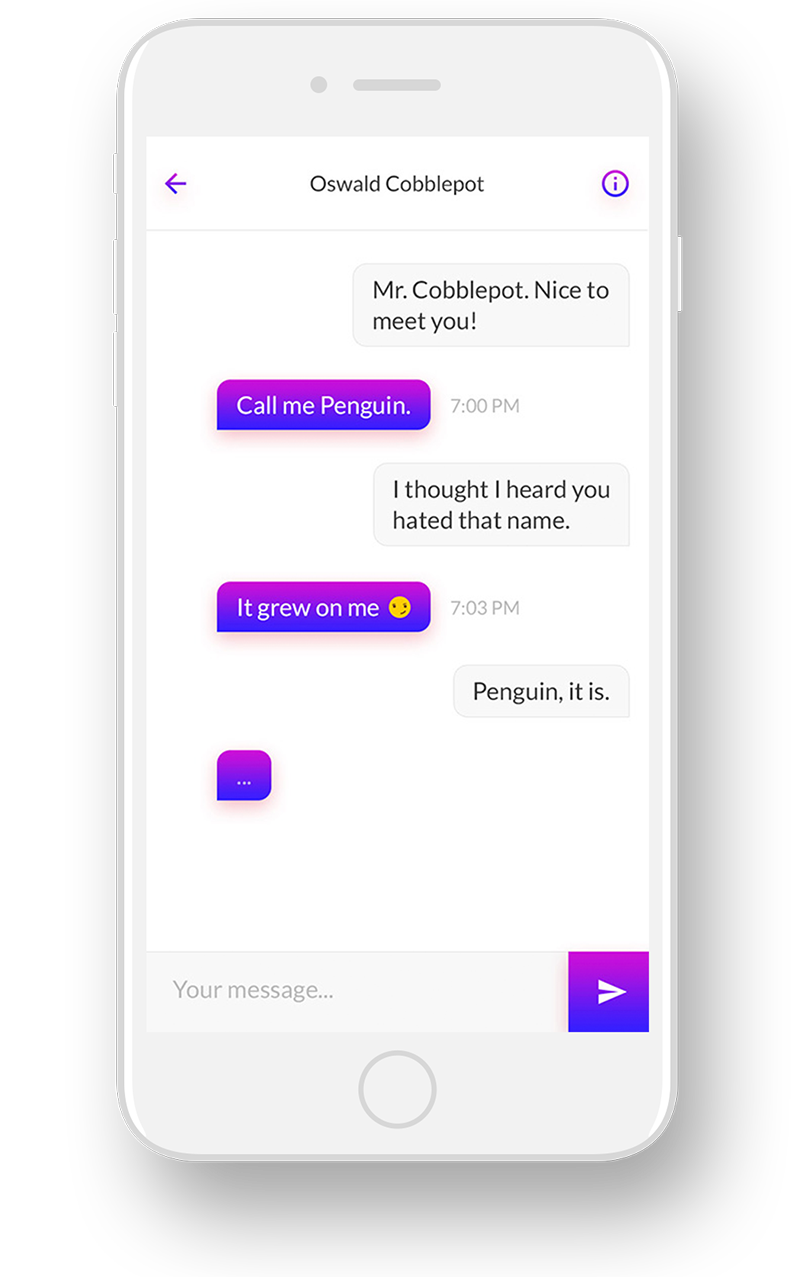 Oswald Cobblepot
Mr. Cobblepot. Nice to
meet you!
Call me Penguin.
7:00 PM
I thought I heard you
hated that name.
It grew on me 😏
7:03 PM
Penguin, it is.
...
Your message...